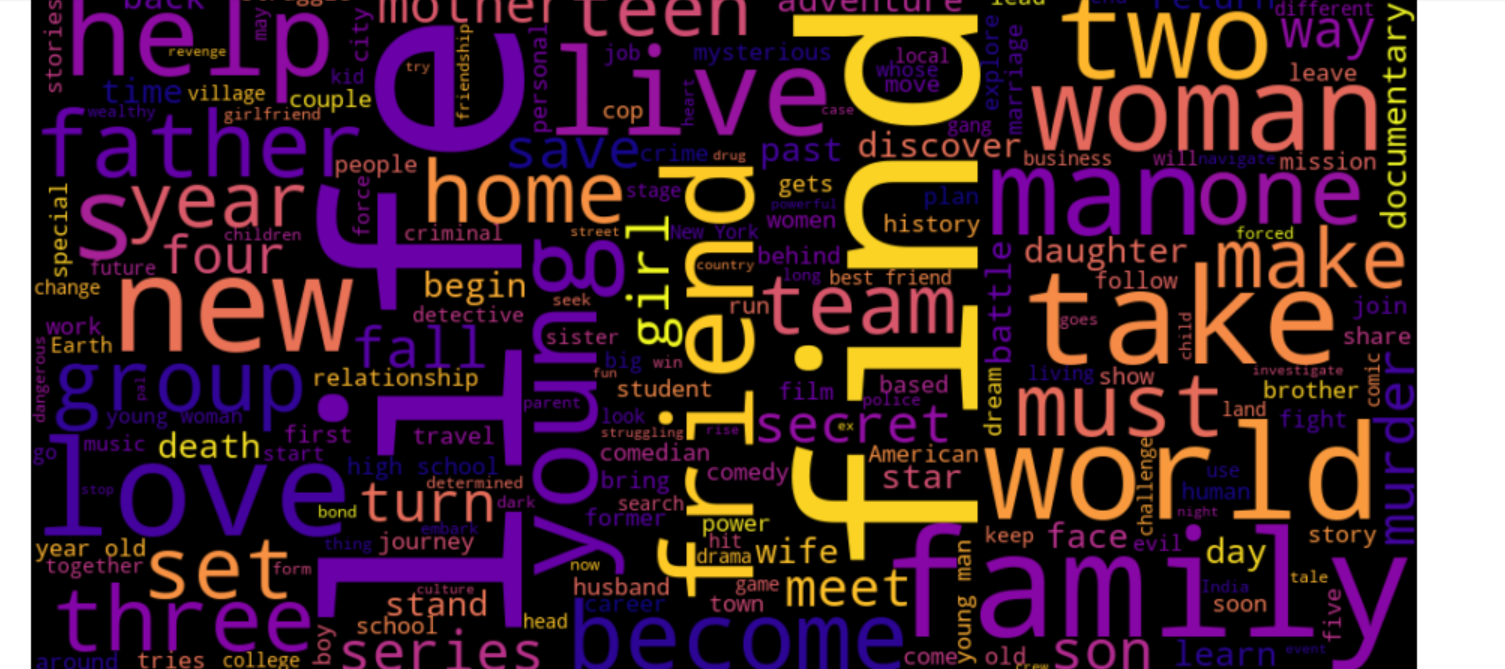 stories
help
back
mother
teen
adventure
lead
return
different
way
two
revenge
may
city
kid
try
friendship
personal
job
mysterious
local
whose
move
explore
marriage
leave
documentary
time
village
couple
wealthy
girlfriend
live
cop
heart
case
find
gang
woman
father
people
save
crime
drug
past
discover
business
will
navigate
mission
special
s
year
life
force
home
stage
friend
gets
powerful
women
plan
man
one
children
criminal
street
girl
New York
history
forced
four
future
young
behind
country
long
best friend
battle
daughter
follow
make
change
new
begin
seek
run
team
take
goes
child
join
share
work
Earth
detective
sister
fall
dangerous
big
win
fun
student
film
based
police
dream
living
show
investigate
brother
comic
group
pal
relationship
young woman
parent
look
struggling
rise
secret
ex
must
land
fight
murder
go
music
death
start
first
travel
comedian
comedy
American
star
world
challenge
use
human
night
love
stop
high school
determined
dark
bring
search
former
power
bond
turn
embark
thing
journey
hit
drama
wife
keep
face
evil
day
story
year old
together
set
form
now
husband
game
town
meet
family
young man
India
tale
soon
five
three
culture
stand
school
head
career
become
boy
series
around
tries
college
come
old
crew
son
learn
event